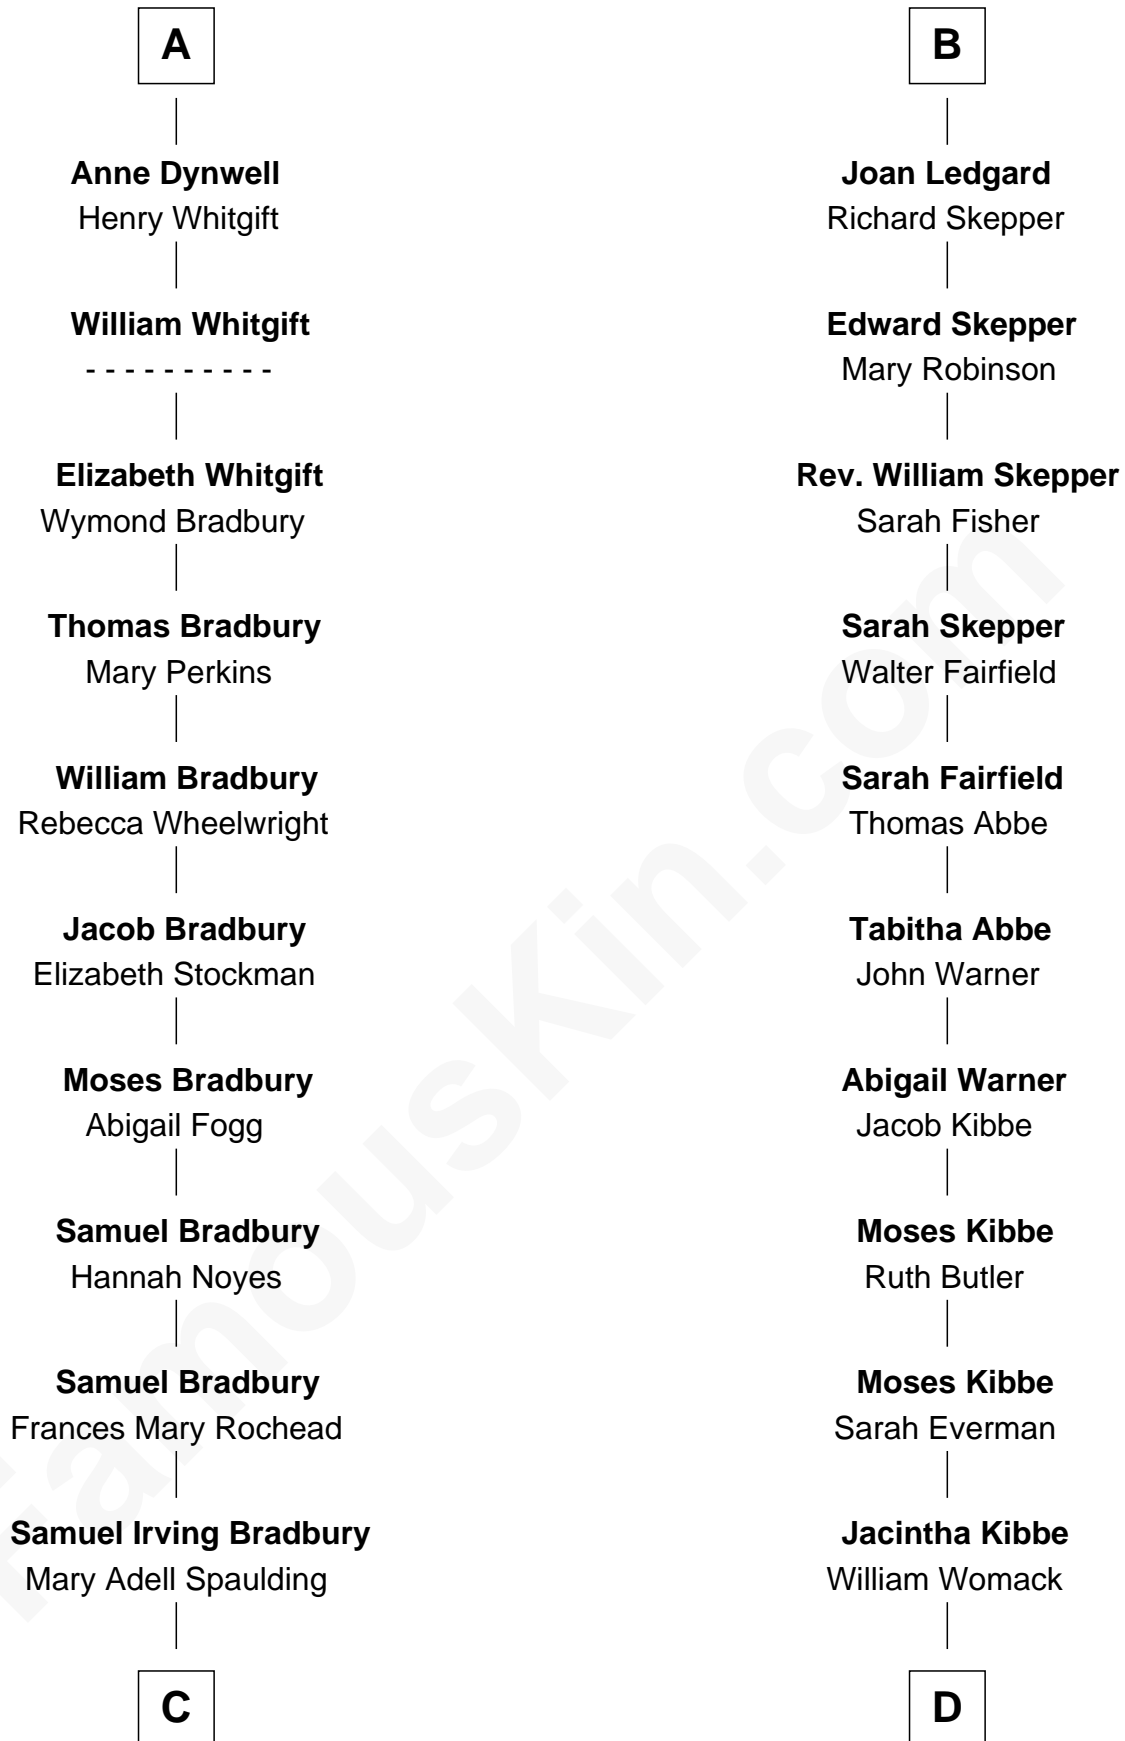 A
Anne Dynwell
Henry Whitgift
William Whitgift
- - - - - - - - - -
Elizabeth Whitgift
Wymond Bradbury
Thomas Bradbury
Mary Perkins
William Bradbury
Rebecca Wheelwright
Jacob Bradbury
Elizabeth Stockman
Moses Bradbury
Abigail Fogg
Samuel Bradbury
Hannah Noyes
Samuel Bradbury
Frances Mary Rochead
Samuel Irving Bradbury
Mary Adell Spaulding
C
B
Joan Ledgard
Richard Skepper
Edward Skepper
Mary Robinson
Rev. William Skepper
Sarah Fisher
Sarah Skepper
Walter Fairfield
Sarah Fairfield
Thomas Abbe
Tabitha Abbe
John Warner
Abigail Warner
Jacob Kibbe
Moses Kibbe
Ruth Butler
Moses Kibbe
Sarah Everman
Jacintha Kibbe
William Womack
D
FamousKin.com